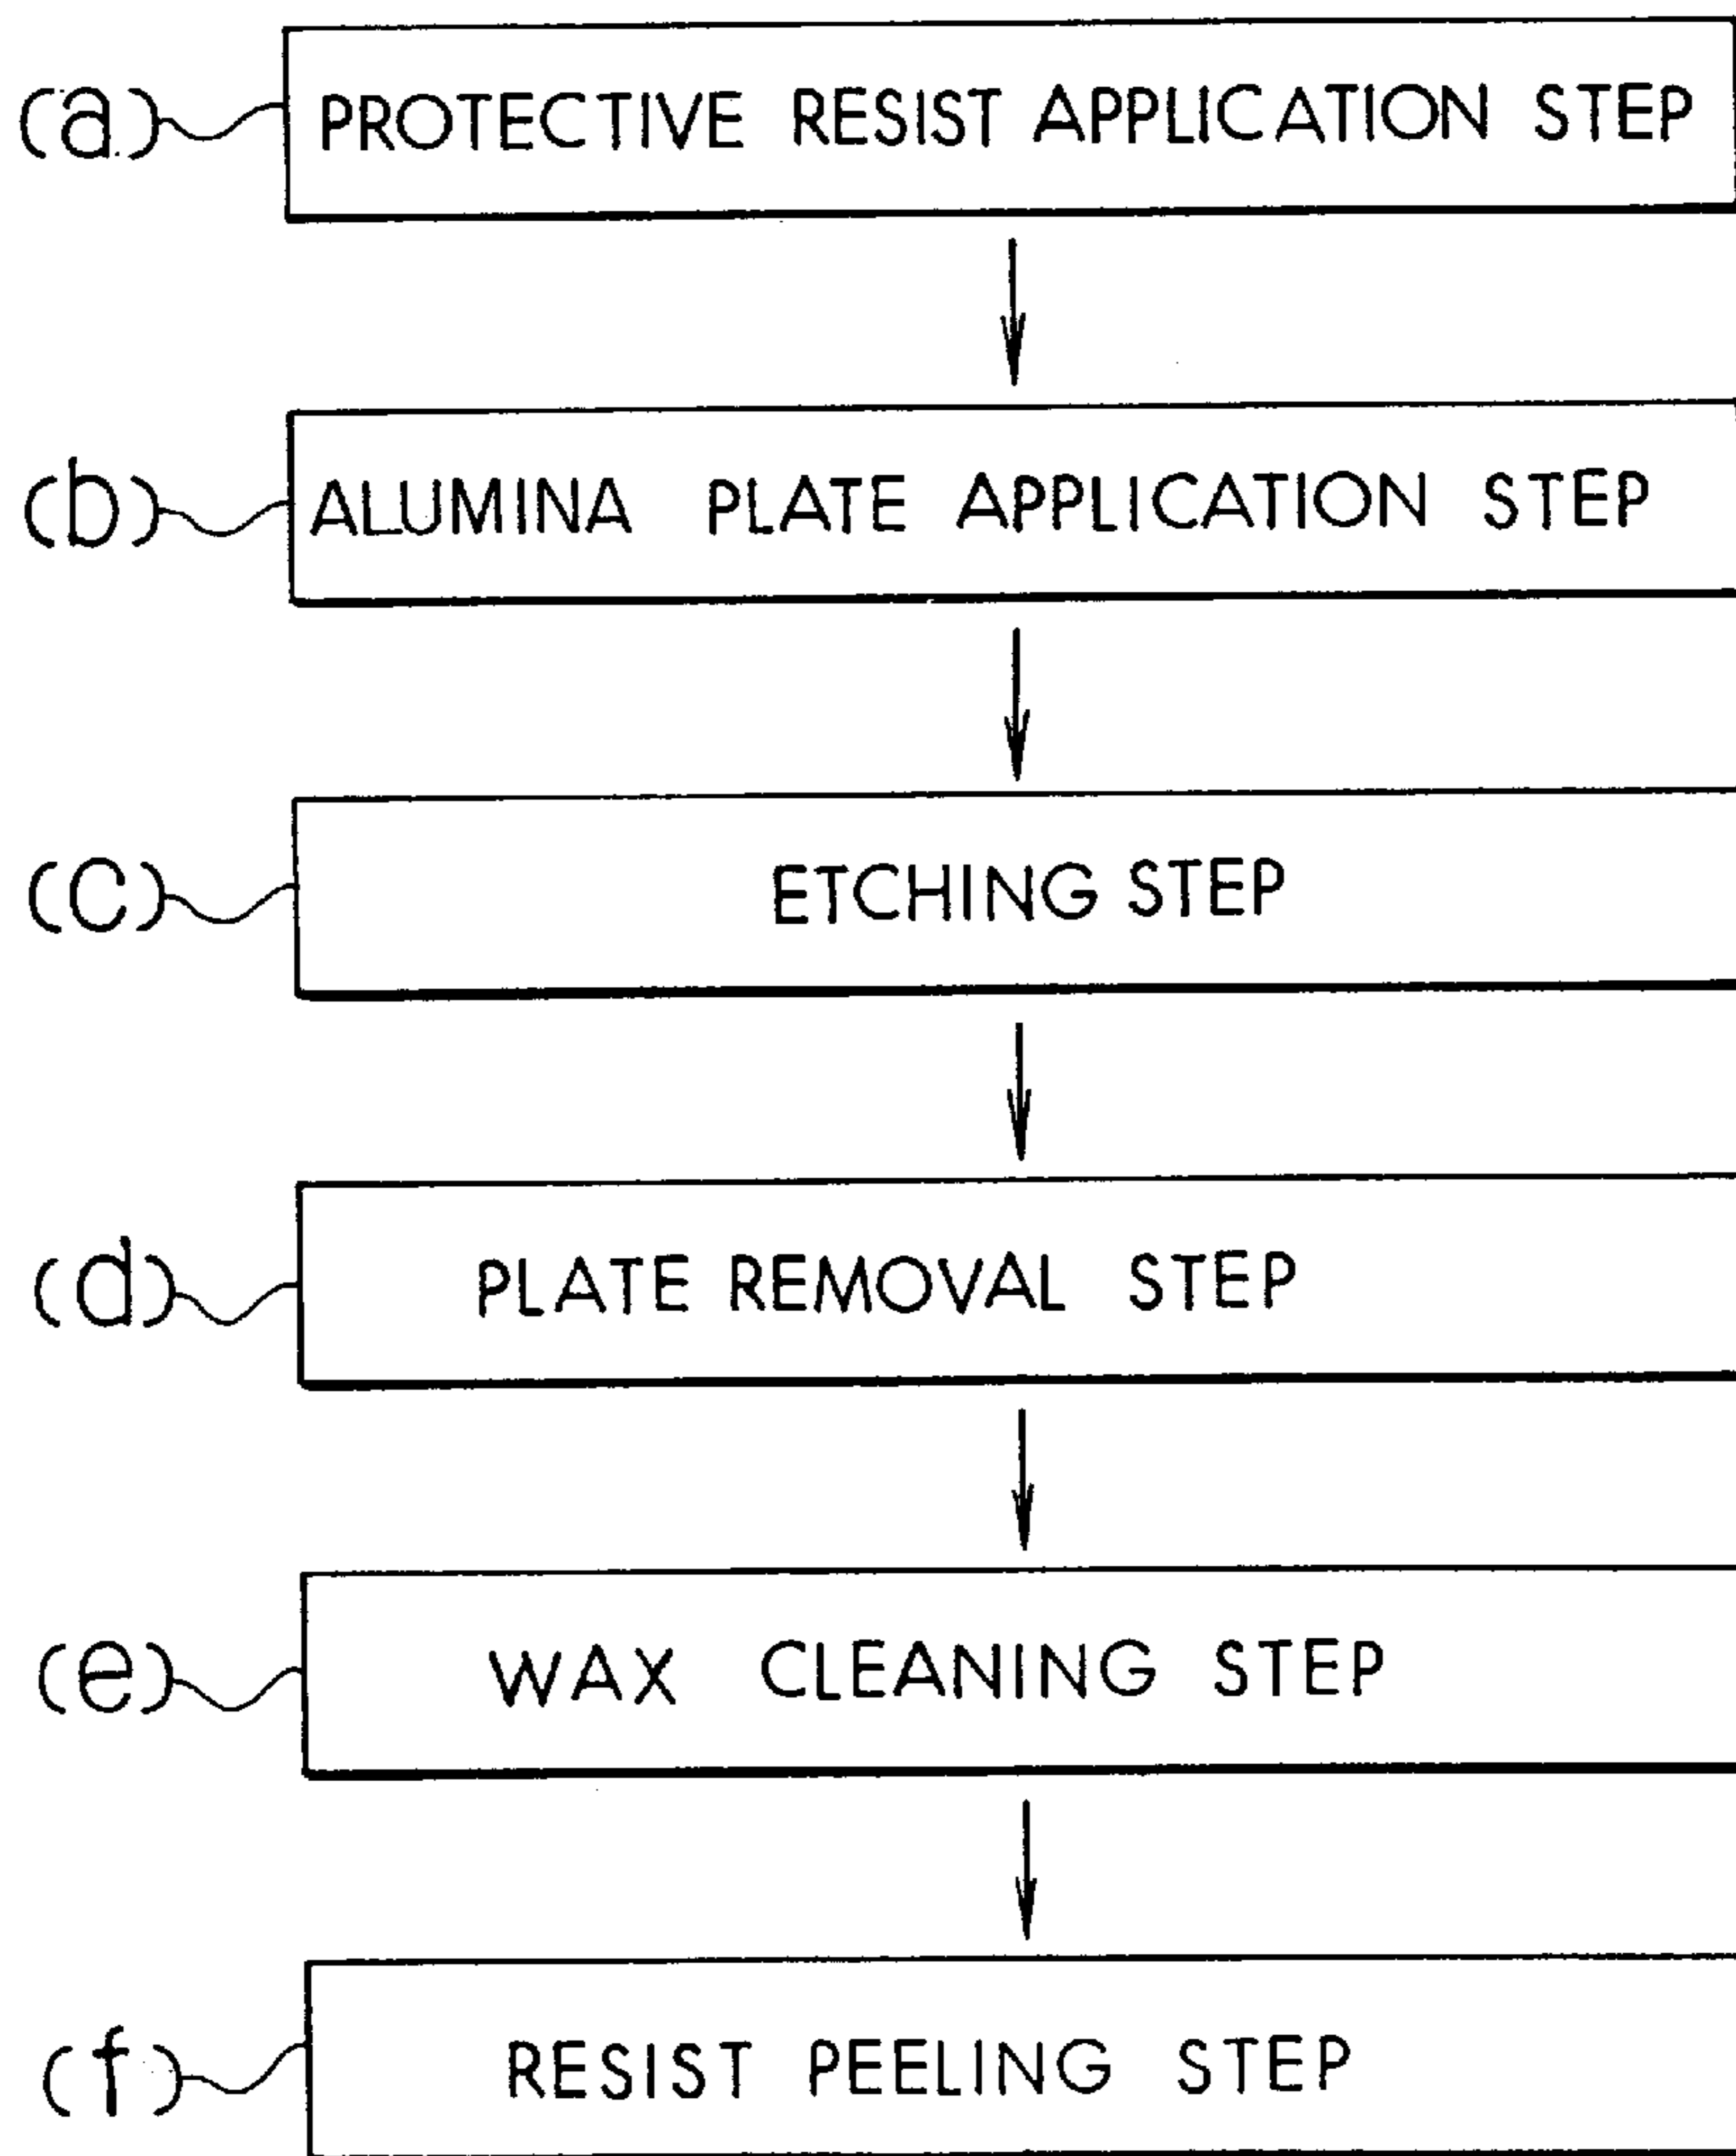 (a) PROTECTIVE RESIST APPLICATION STEP
(b) ALUMINA PLATE APPLICATION STEP
(c) ETCHING STEP
(d) PLATE REMOVAL STEP
(e) WAX CLEANING STEP
(f) RESIST PEELING STEP